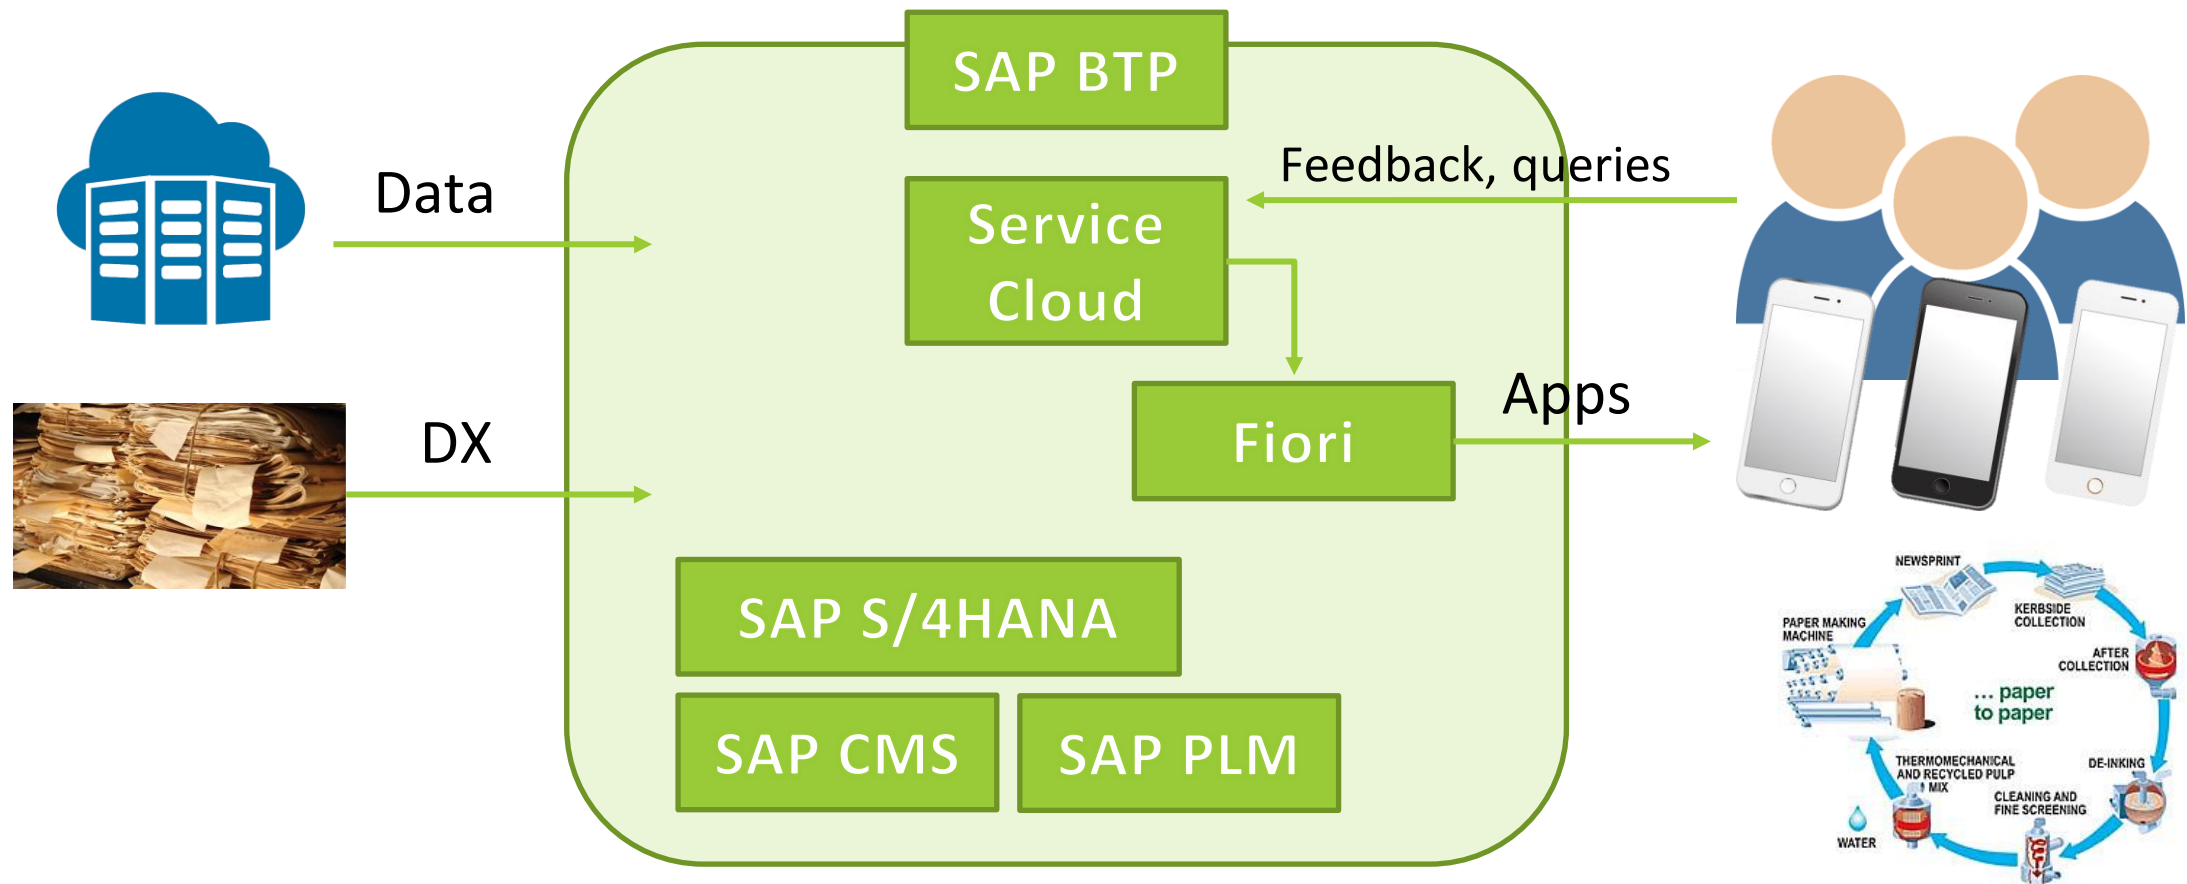 SAP BTP
Data
Feedback, queries
Service
Cloud
DX
Fiori
Apps
SAP S/4HANA
SAP CMS
SAP PLM
NEWSPRINT
KERBSIDE
COLLECTION
PAPER MAKING
MACHINE
AFTER
COLLECTION
... paper
to paper
DE-INKING
THERMOMECHANICAL
AND RECYCLED PULP
MIX
CLEANING AND
FINE SCREENING
WATER